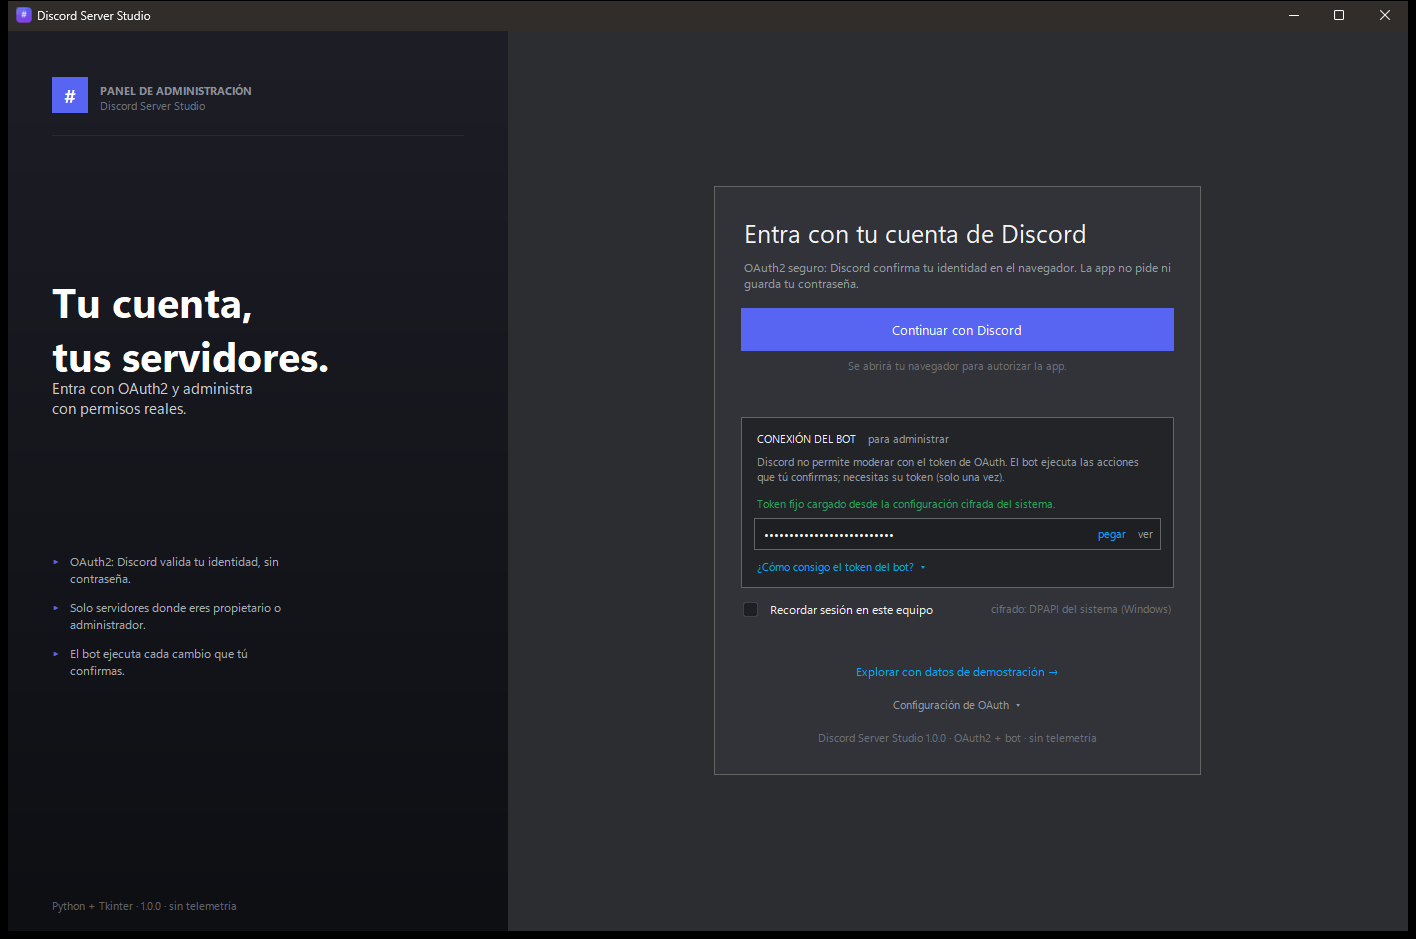 # Discord Server Studio
#
PANEL DE ADMINISTRACIÓN
Discord Server Studio
Tu cuenta,
tus servidores.
Entra con OAuth2 y administra
con permisos reales.
▸ OAuth2: Discord valida tu identidad, sin
contraseña.
▸ Solo servidores donde eres propietario o
administrador.
▸ El bot ejecuta cada cambio que tú
confirmas.
Python + Tkinter · 1.0.0 · sin telemetría
Entra con tu cuenta de Discord
OAuth2 seguro: Discord confirma tu identidad en el navegador. La app no pide ni
guarda tu contraseña.
Continuar con Discord
Se abrirá tu navegador para autorizar la app.
CONEXIÓN DEL BOT para administrar
Discord no permite moderar con el token de OAuth. El bot ejecuta las acciones
que tú confirmas; necesitas su token (solo una vez).
Token fijo cargado desde la configuración cifrada del sistema.
•••••••••••••••••••••••••• pegar ver
¿Cómo consigo el token del bot? ▾
Recordar sesión en este equipo cifrado: DPAPI del sistema (Windows)
Explorar con datos de demostración →
Configuración de OAuth ▾
Discord Server Studio 1.0.0 · OAuth2 + bot · sin telemetría